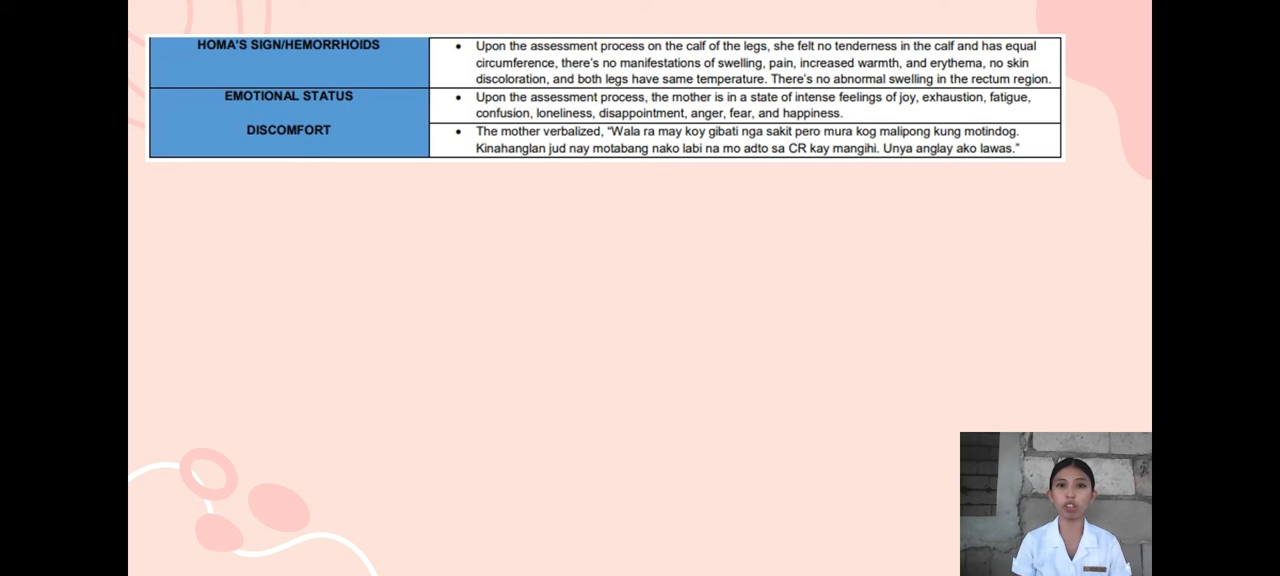 HOMA'S SIGN/HEMORRHOIDS
• Upon the assessment process on the calf of the legs, she felt no tenderness in the calf and has equal
circumference, there's no manifestations of swelling, pain, increased warmth, and erythema, no skin
discoloration, and both legs have same temperature. There's no abnormal swelling in the rectum region.
EMOTIONAL STATUS
• Upon the assessment process, the mother is in a state of intense feelings of joy, exhaustion, fatigue,
confusion, loneliness, disappointment, anger, fear, and happiness.
DISCOMFORT
• The mother verbalized, “Wala ra may koy gibati nga sakit pero mura kog malipong kung motindog.
Kinahanglan jud nay motabang nako labi na mo adto sa CR kay mangihi. Unya anglay ako lawas.”